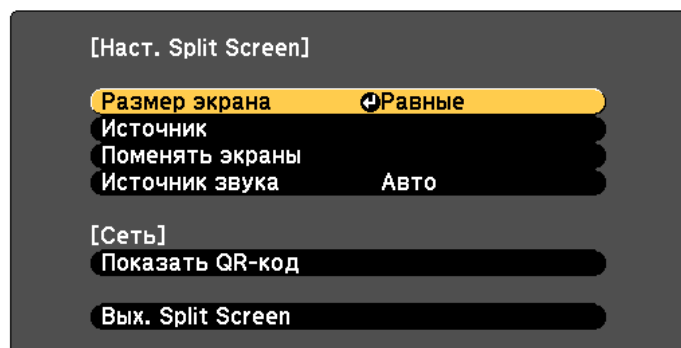 [Наст. Split Screen]
Размер экрана Равные
Источник
Поменять экраны
Источник звука Авто
[Сеть]
Показать QR-код
Вых. Split Screen